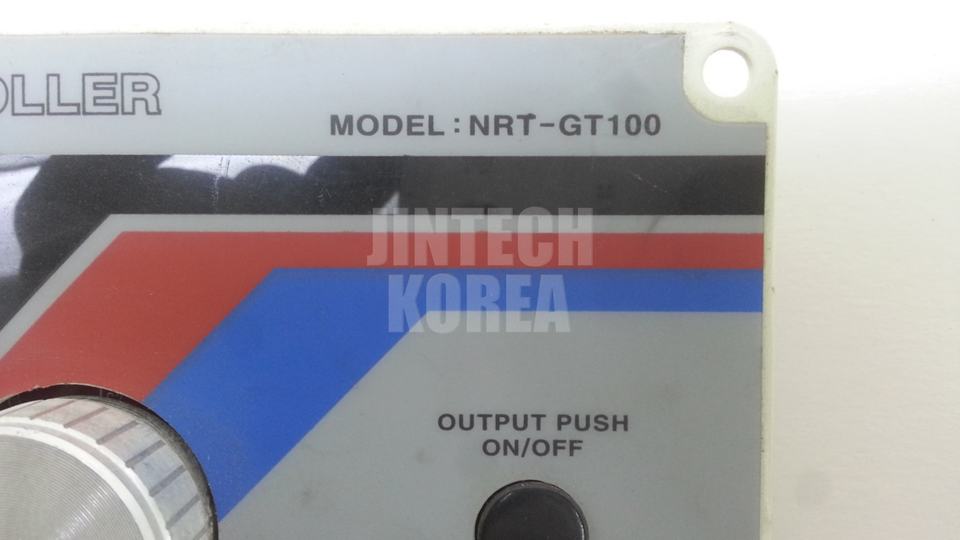 OLLER
MODEL : NRT-GT100
JINTECH
KOREA
OUTPUT PUSH
ON/OFF